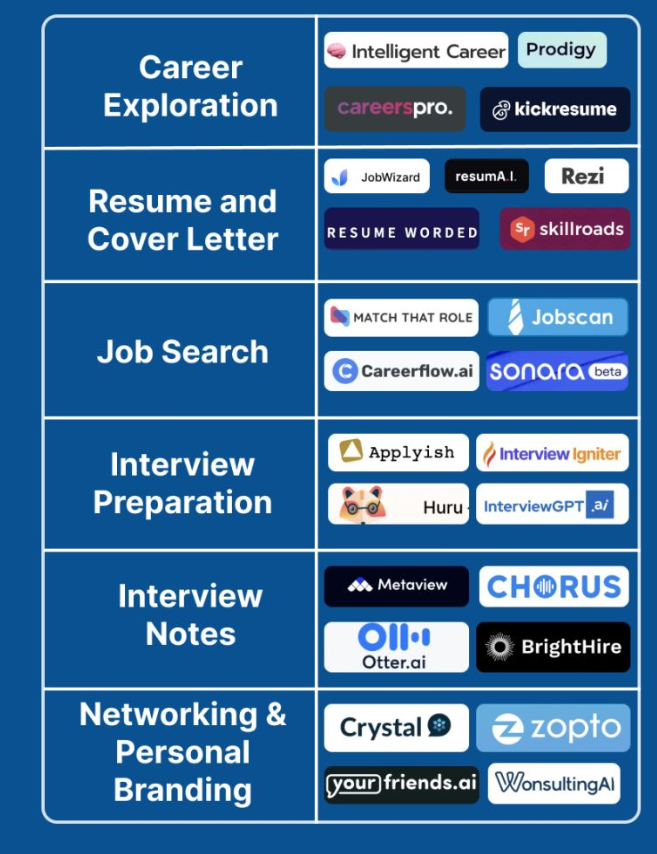 Career
Exploration
Intelligent Career
Prodigy
careerspro.
kickresume
Resume and
Cover Letter
JobWizard
resumA.I.
Rezi
RESUME WORDED
Sr skillroads
Job Search
MATCH THAT ROLE
Jobscan
C Careerflow.ai
sonara beta
Interview
Preparation
Applyish
Interview Igniter
Huru
InterviewGPT .ai
Interview
Notes
Metaview
CHORUS
Otter.ai
BrightHire
Networking &
Personal
Branding
Crystal
zopto
yourfriends.ai
WonsultingAI